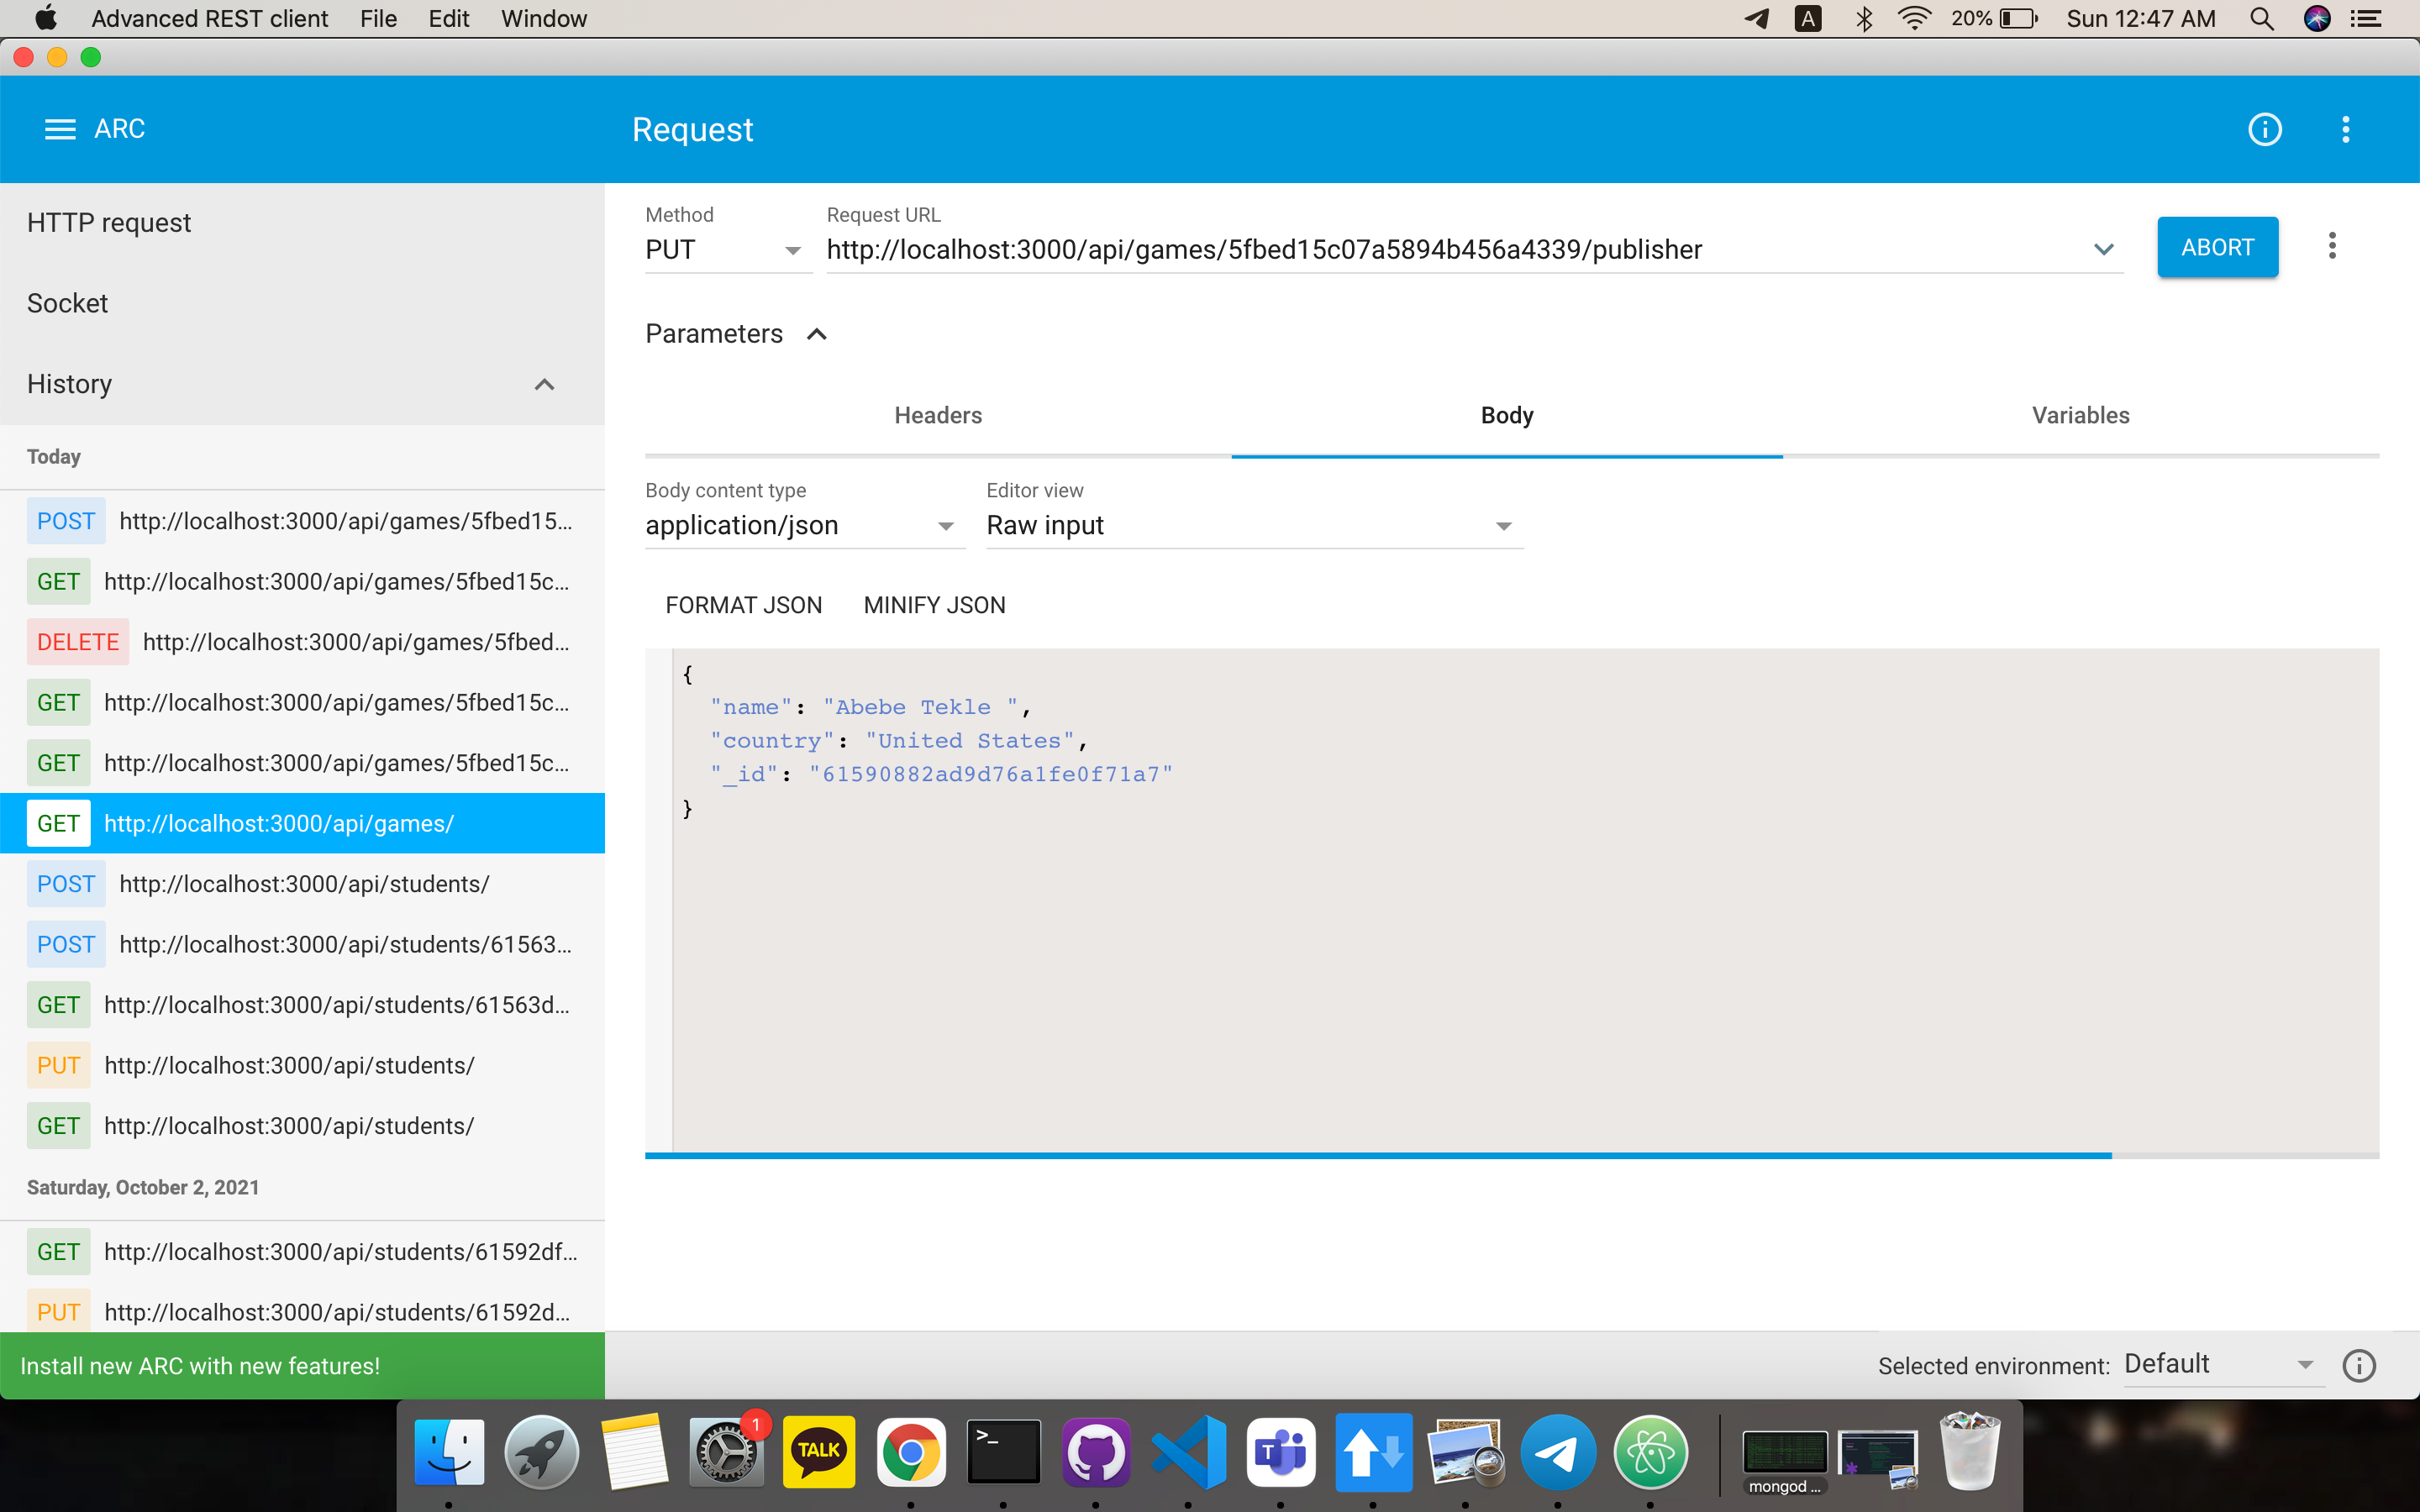 Advanced REST client File Edit Window A 20% Sun 12:47 AM
ARC
Request
HTTP request
Socket
History
Today
POST http://localhost:3000/api/games/5fbed15...
GET http://localhost:3000/api/games/5fbed15c...
DELETE http://localhost:3000/api/games/5fbed...
GET http://localhost:3000/api/games/5fbed15c...
GET http://localhost:3000/api/games/5fbed15c...
GET http://localhost:3000/api/games/
POST http://localhost:3000/api/students/
POST http://localhost:3000/api/students/61563...
GET http://localhost:3000/api/students/61563d...
PUT http://localhost:3000/api/students/
GET http://localhost:3000/api/students/
Saturday, October 2, 2021
GET http://localhost:3000/api/students/61592df...
PUT http://localhost:3000/api/students/61592d...
Install new ARC with new features!
Method Request URL
PUT http://localhost:3000/api/games/5fbed15c07a5894b456a4339/publisher
ABORT
Parameters
Headers Body Variables
Body content type Editor view
application/json Raw input
FORMAT JSON MINIFY JSON
{
"name": "Abebe Tekle ",
"country": "United States",
"_id": "61590882ad9d76a1fe0f71a7"
}
Selected environment: Default
1
TALK
>_
T
mongod ...